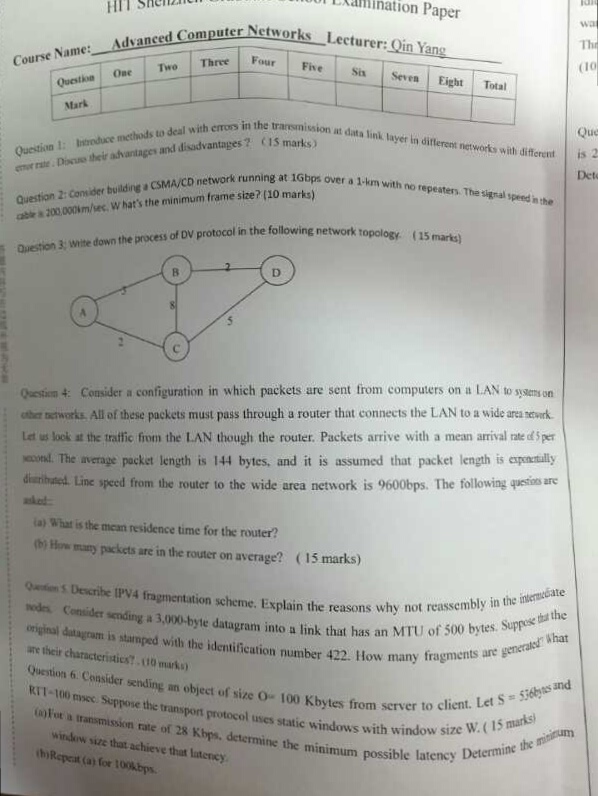 HIT Shenzhen Graduate School Examination Paper
Course Name: Advanced Computer Networks Lecturer: Qin Yang
Question One Two Three Four Five Six Seven Eight Total
Mark
Question 1: Introduce methods to deal with errors in the transmission at data link layer in different networks with different
error rate . Discuss their advantages and disadvantages ? (15 marks)
Question 2: Consider building a CSMA/CD network running at 1Gbps over a 1-km with no repeaters. The signal speed in the
cable is 200,000km/sec. W hat's the minimum frame size? (10 marks)
Question 3: Write down the process of DV protocol in the following network topology. (15 marks)
B 2 D
3
A 8
5
2 C
Question 4: Consider a configuration in which packets are sent from computers on a LAN to systems on
other networks. All of these packets must pass through a router that connects the LAN to a wide area network.
Let us look at the traffic from the LAN though the router. Packets arrive with a mean arrival rate of 5 per
second. The average packet length is 144 bytes, and it is assumed that packet length is exponentially
distributed. Line speed from the router to the wide area network is 9600bps. The following questions are
asked:
(a) What is the mean residence time for the router?
(b) How many packets are in the router on average? ( 15 marks)
Question 5. Describe IPV4 fragmentation scheme. Explain the reasons why not reassembly in the intermediate
nodes. Consider sending a 3,000-byte datagram into a link that has an MTU of 500 bytes. Suppose that the
original datagram is stamped with the identification number 422. How many fragments are generated? What
are their characteristics? . (10 marks)
Question 6. Consider sending an object of size O= 100 Kbytes from server to client. Let S = 536bytes and
RTT=100 msec. Suppose the transport protocol uses static windows with window size W. ( 15 marks)
(a)For a transmission rate of 28 Kbps, determine the minimum possible latency Determine the minimum
window size that achieve that latency.
(b)Repeat (a) for 100kbps.
Que
is 2
Dete
wa
The
(10